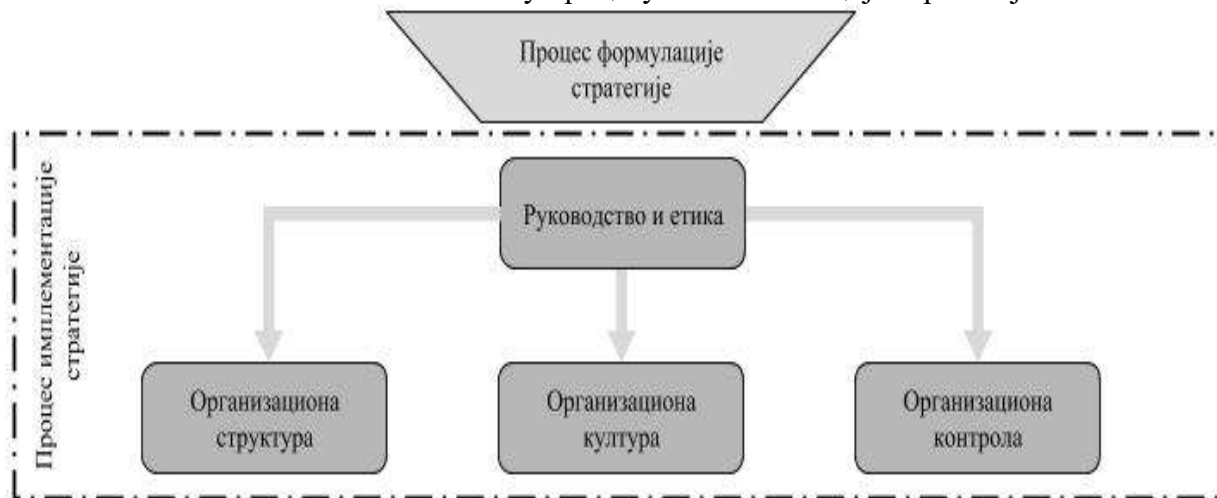 Процес формулације
стратегије
Процес имплементације
стратегије
Руководство и етика
Организациона
структура
Организациона
култура
Организациона
контрола